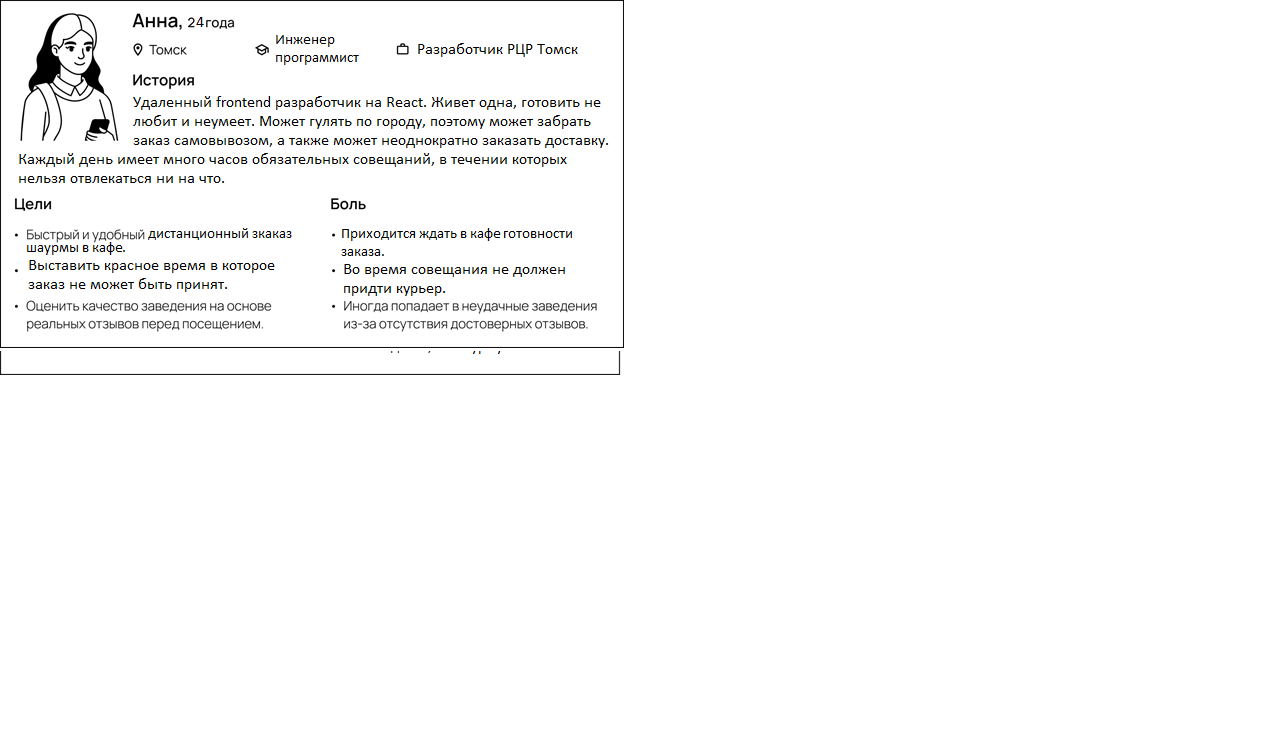 Анна, 24 года
Томск
Инженер
программист
Разработчик РЦР Томск
История
Удаленный frontend разработчик на React. Живет одна, готовить не
любит и неумеет. Может гулять по городу, поэтому может забрать
заказ самовывозом, а также может неоднократно заказать доставку.
Каждый день имеет много часов обязательных совещаний, в течении которых
нельзя отвлекаться ни на что.
Цели
• Быстрый и удобный дистанционный зкаказ
шаурмы в кафе.
• Выставить красное время в которое
заказ не может быть принят.
• Оценить качество заведения на основе
реальных отзывов перед посещением.
Боль
• Приходится ждать в кафе готовности
заказа.
• Во время совещания не должен
придти курьер.
• Иногда попадает в неудачные заведения
из-за отсутствия достоверных отзывов.